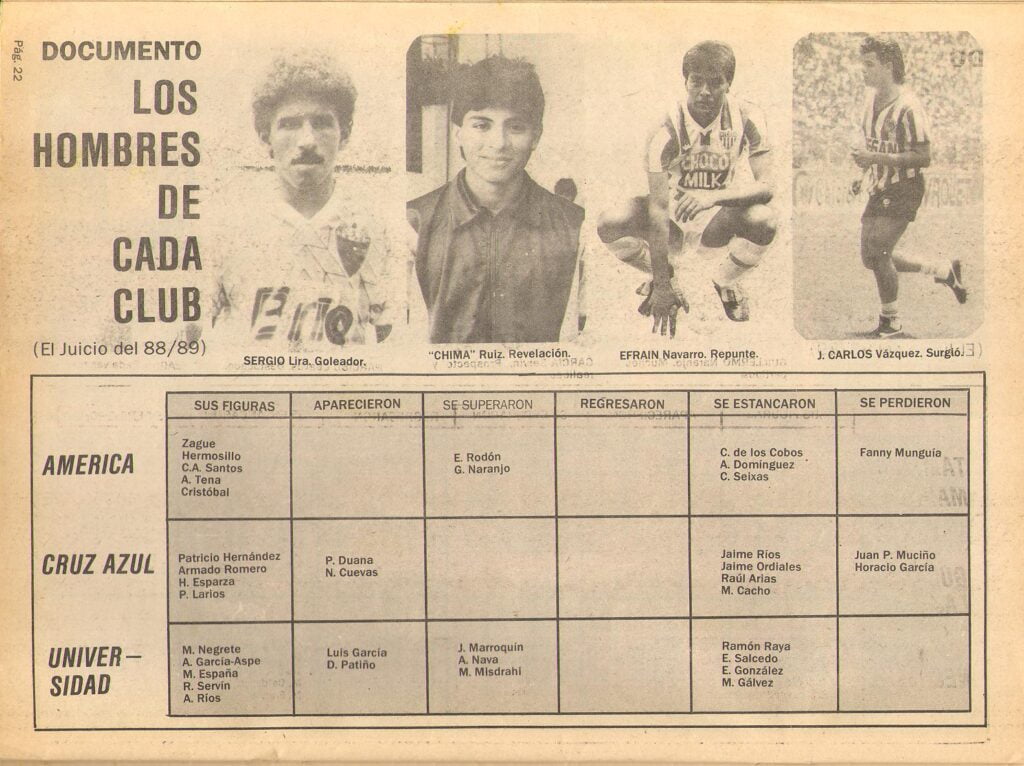 Pág. 22
DOCUMENTO
LOS
HOMBRES
DE
CADA
CLUB
(El Juicio del 88/89)
CHOCO
MILK
SERGIO Lira. Goleador.
"CHIMA" Ruiz. Revelación.
EFRAIN Navarro. Repunte.
J. CARLOS Vázquez. Surgió.
SUS FIGURAS
APARECIERON
SE SUPERARON
REGRESARON
SE ESTANCARON
SE PERDIERON
AMERICA
Zague
Hermosillo
C.A. Santos
A. Tena
Cristóbal
E. Rodón
G. Naranjo
C. de los Cobos
A. Domínguez
C. Seixas
Fanny Munguía
CRUZ AZUL
Patricio Hernández
Armado Romero
H. Esparza
P. Larios
P. Duana
N. Cuevas
Jaime Ríos
Jaime Ordiales
Raúl Arias
M. Cacho
Juan P. Muciño
Horacio García
UNIVER-
SIDAD
M. Negrete
A. García-Aspe
M. España
R. Servín
A. Ríos
Luis García
D. Patiño
J. Marroquín
A. Nava
M. Misdrahi
Ramón Raya
E. Salcedo
E. González
M. Gálvez